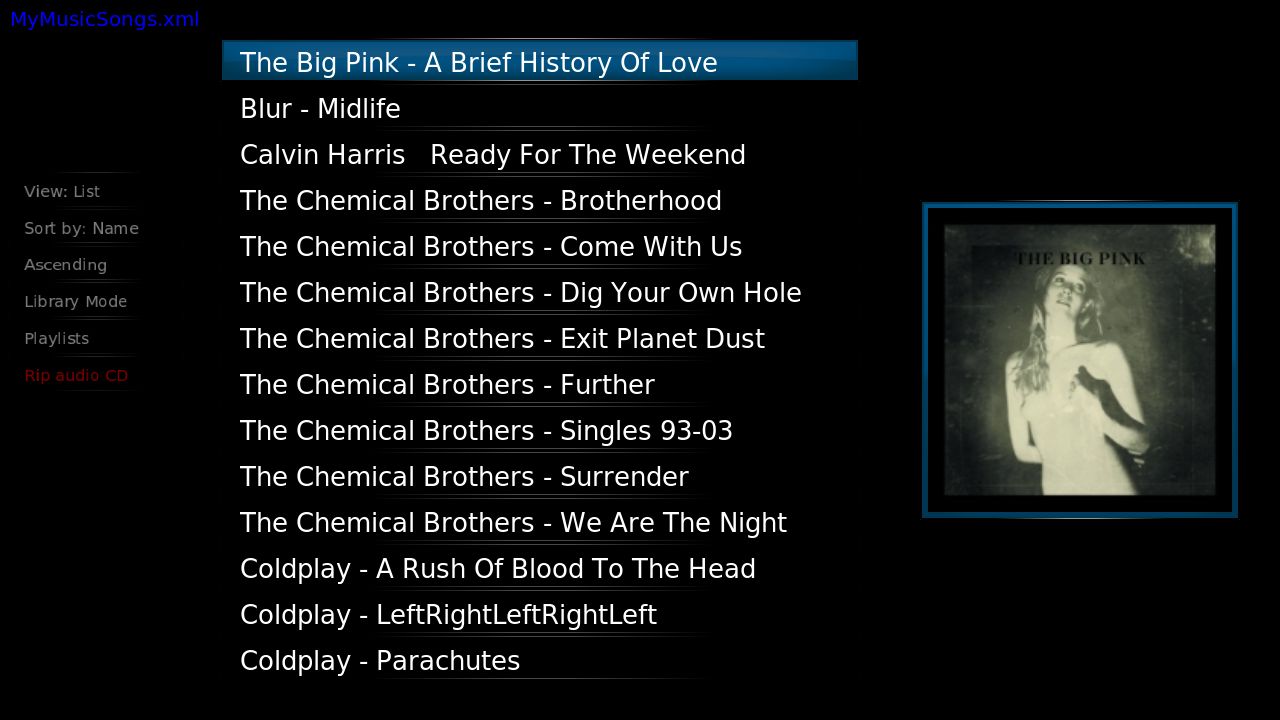 MyMusicSongs.xml
View: List
Sort by: Name
Ascending
Library Mode
Playlists
Rip audio CD
The Big Pink - A Brief History Of Love
Blur - Midlife
Calvin Harris   Ready For The Weekend
The Chemical Brothers - Brotherhood
The Chemical Brothers - Come With Us
The Chemical Brothers - Dig Your Own Hole
The Chemical Brothers - Exit Planet Dust
The Chemical Brothers - Further
The Chemical Brothers - Singles 93-03
The Chemical Brothers - Surrender
The Chemical Brothers - We Are The Night
Coldplay - A Rush Of Blood To The Head
Coldplay - LeftRightLeftRightLeft
Coldplay - Parachutes
THE BIG PINK